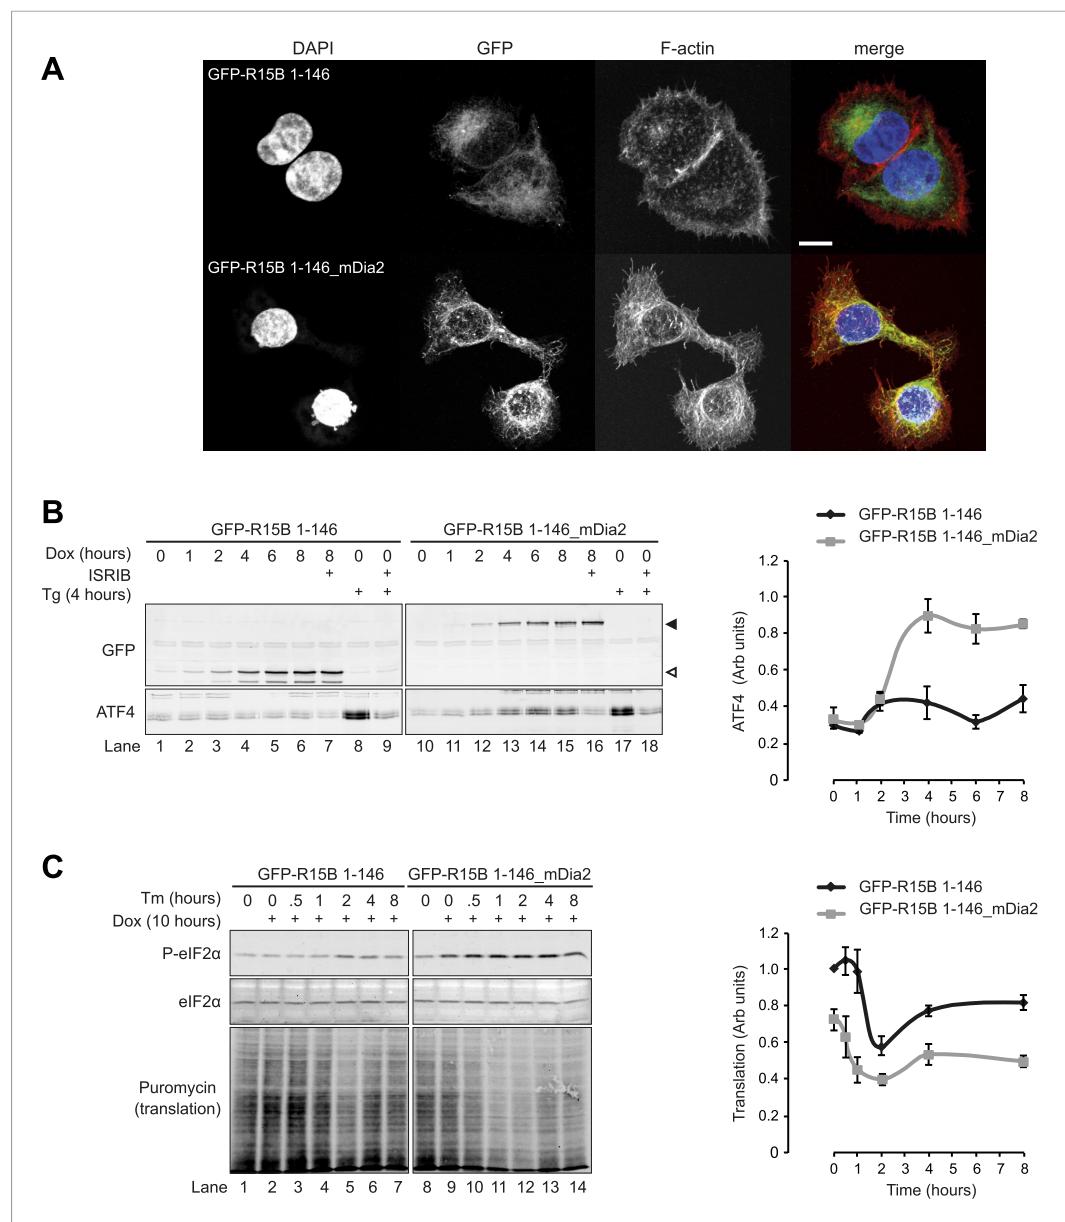 A
DAPI GFP F-actin merge
GFP-R15B 1-146
GFP-R15B 1-146_mDia2
B
GFP-R15B 1-146 GFP-R15B 1-146_mDia2
Dox (hours) 0 1 2 4 6 8 8 0 0 0 1 2 4 6 8 8 0 0
ISRIB + + + +
Tg (4 hours) + + + +
GFP
ATF4
Lane 1 2 3 4 5 6 7 8 9 10 11 12 13 14 15 16 17 18
GFP-R15B 1-146
GFP-R15B 1-146_mDia2
ATF4 (Arb units)
1.2
1.0
0.8
0.6
0.4
0.2
0
0 1 2 3 4 5 6 7 8
Time (hours)
C
GFP-R15B 1-146 GFP-R15B 1-146_mDia2
Tm (hours) 0 0 .5 1 2 4 8 0 0 .5 1 2 4 8
Dox (10 hours) + + + + + + + + + + + +
P-eIF2α
eIF2α
Puromycin
(translation)
Lane 1 2 3 4 5 6 7 8 9 10 11 12 13 14
GFP-R15B 1-146
GFP-R15B 1-146_mDia2
Translation (Arb units)
1.2
1.0
0.8
0.6
0.4
0.2
0
0 1 2 3 4 5 6 7 8
Time (hours)